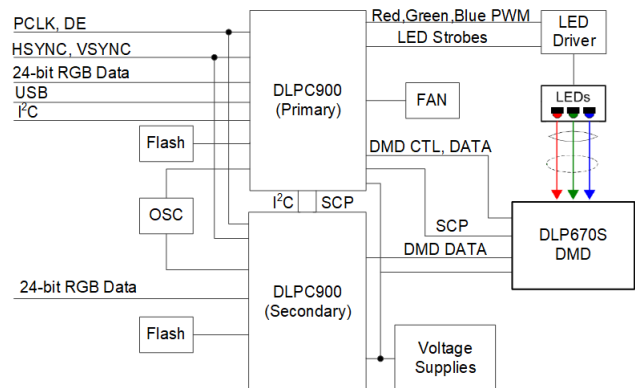 PCLK, DE
HSYNC, VSYNC
24-bit RGB Data
USB
I²C
Flash
OSC
DLPC900
(Primary)
Red,Green,Blue PWM
LED Strobes
LED
Driver
FAN
LEDs
DMD CTL, DATA
I²C
SCP
SCP
DMD DATA
DLP670S
DMD
24-bit RGB Data
Flash
DLPC900
(Secondary)
Voltage
Supplies